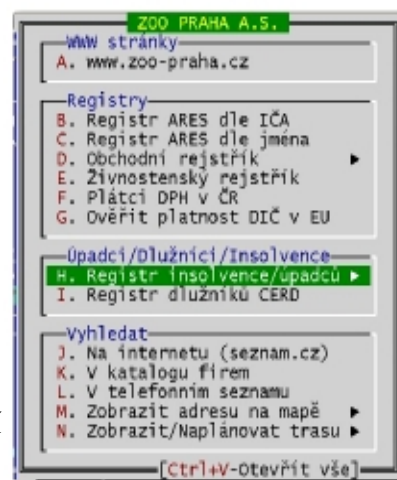 ZOO PRAHA A.S.
WWW stránky
A. www.zoo-praha.cz
Registry
B. Registr ARES dle IČA
C. Registr ARES dle jména
D. Obchodní rejstřík
E. Živnostenský rejstřík
F. Plátci DPH v ČR
G. Ověřit platnost DIČ v EU
Úpadci/Dlužníci/Insolvence
H. Registr insolvence/úpadců
I. Registr dlužníků CERD
Vyhledat
J. Na internetu (seznam.cz)
K. V katalogu firem
L. V telefonním seznamu
M. Zobrazit adresu na mapě
N. Zobrazit/Naplánovat trasu
[Ctrl+V-Otevřít vše]